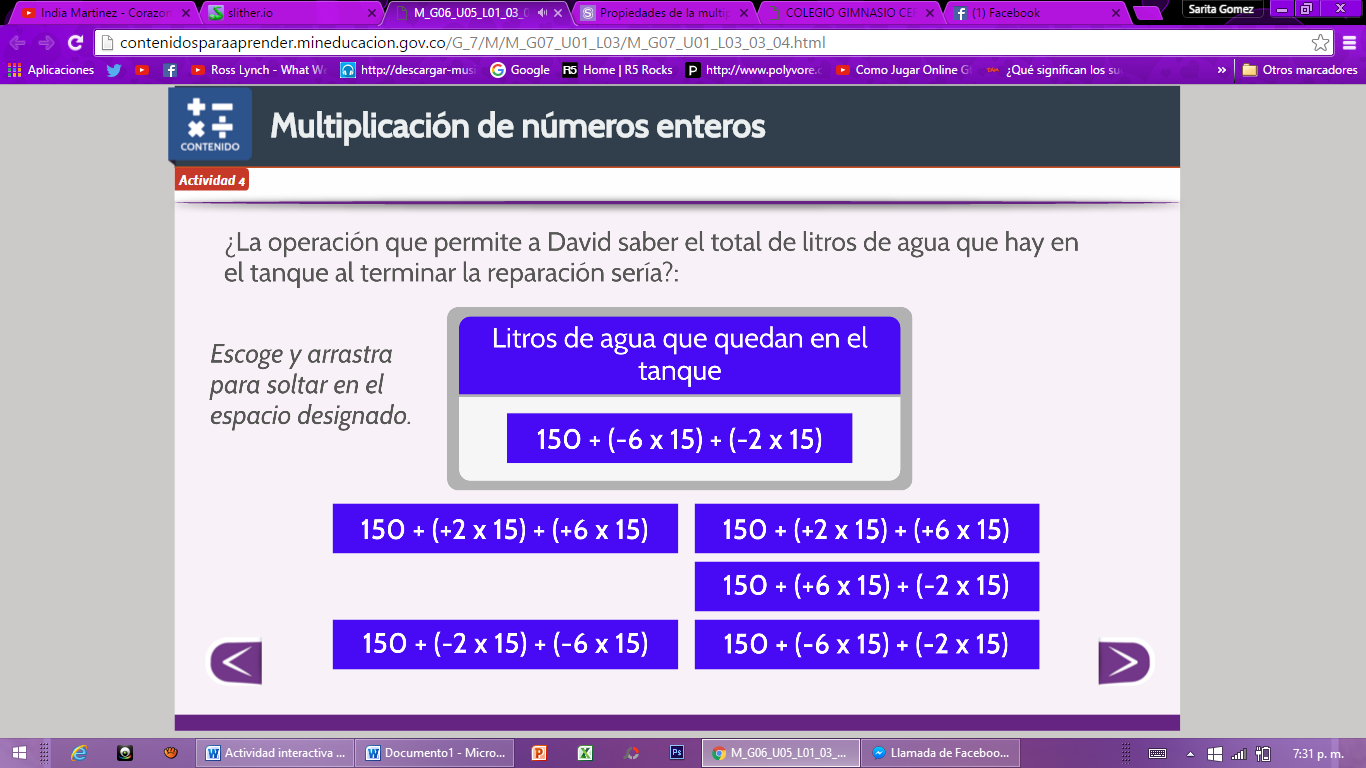 India Martinez - Corazon
slither.io
M_G06_U05_L01_03_0
Propiedades de la multip
COLEGIO GIMNASIO CE
(1) Facebook
Sarita Gomez
contenidosparaaprender.mineducacion.gov.co/G_7/M/M_G07_U01_L03/M_G07_U01_L03_03_04.html
Aplicaciones
Ross Lynch - What W
http://descargar-mus
Google
R5 Home | R5 Rocks
P http://www.polyvore.c
Como Jugar Online G
¿Qué significan los su
»
Otros marcadores
CONTENIDO
Multiplicación de números enteros
Actividad 4
¿La operación que permite a David saber el total de litros de agua que hay en
el tanque al terminar la reparación sería?:
Escoge y arrastra
para soltar en el
espacio designado.
Litros de agua que quedan en el
tanque
150 + (-6 x 15) + (-2 x 15)
150 + (+2 x 15) + (+6 x 15)
150 + (+2 x 15) + (+6 x 15)
150 + (+6 x 15) + (-2 x 15)
150 + (-2 x 15) + (-6 x 15)
150 + (-6 x 15) + (-2 x 15)
<
>
Actividad interactiva ...
Documento1 - Micro...
M_G06_U05_L01_03_...
Llamada de Faceboo...
7:31 p. m.